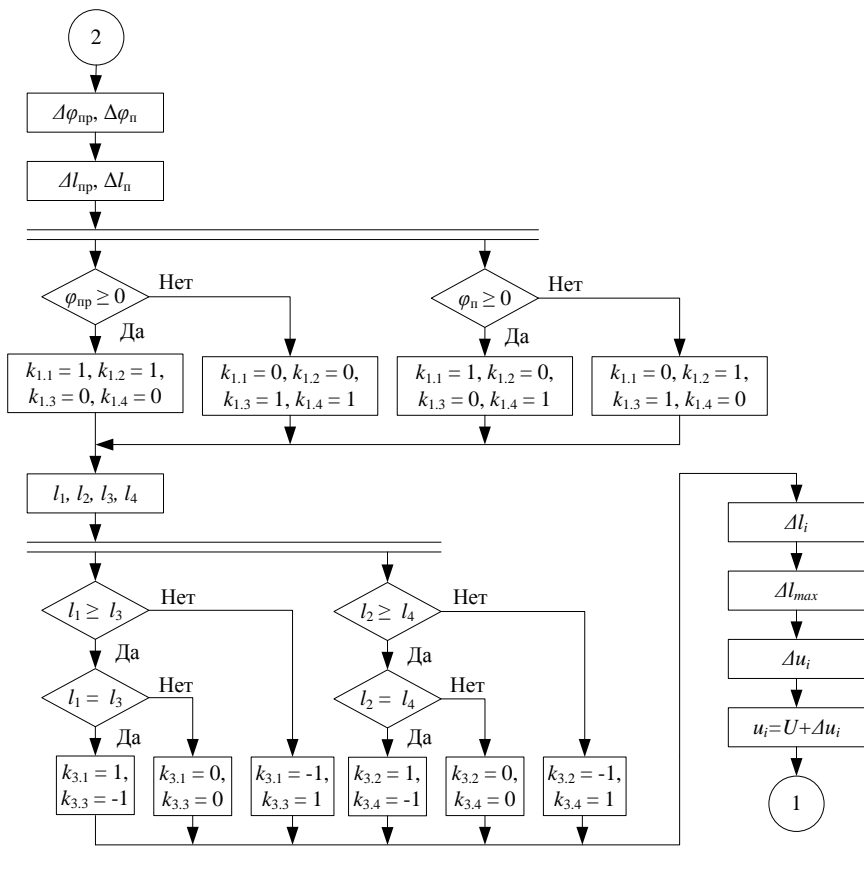 2
Δφпр, Δφп
Δlпр, Δlп
φпр ≥ 0
Нет
Да
φп ≥ 0
Нет
Да
k1.1 = 1, k1.2 = 1,
k1.3 = 0, k1.4 = 0
k1.1 = 0, k1.2 = 0,
k1.3 = 1, k1.4 = 1
k1.1 = 1, k1.2 = 0,
k1.3 = 0, k1.4 = 1
k1.1 = 0, k1.2 = 1,
k1.3 = 1, k1.4 = 0
l1, l2, l3, l4
l1 ≥ l3
Нет
Да
l2 ≥ l4
Нет
Да
l1 = l3
Нет
Да
l2 = l4
Нет
Да
k3.1 = 1,
k3.3 = -1
k3.1 = 0,
k3.3 = 0
k3.1 = -1,
k3.3 = 1
k3.2 = 1,
k3.4 = -1
k3.2 = 0,
k3.4 = 0
k3.2 = -1,
k3.4 = 1
Δli
Δlmax
Δui
ui=U+Δui
1